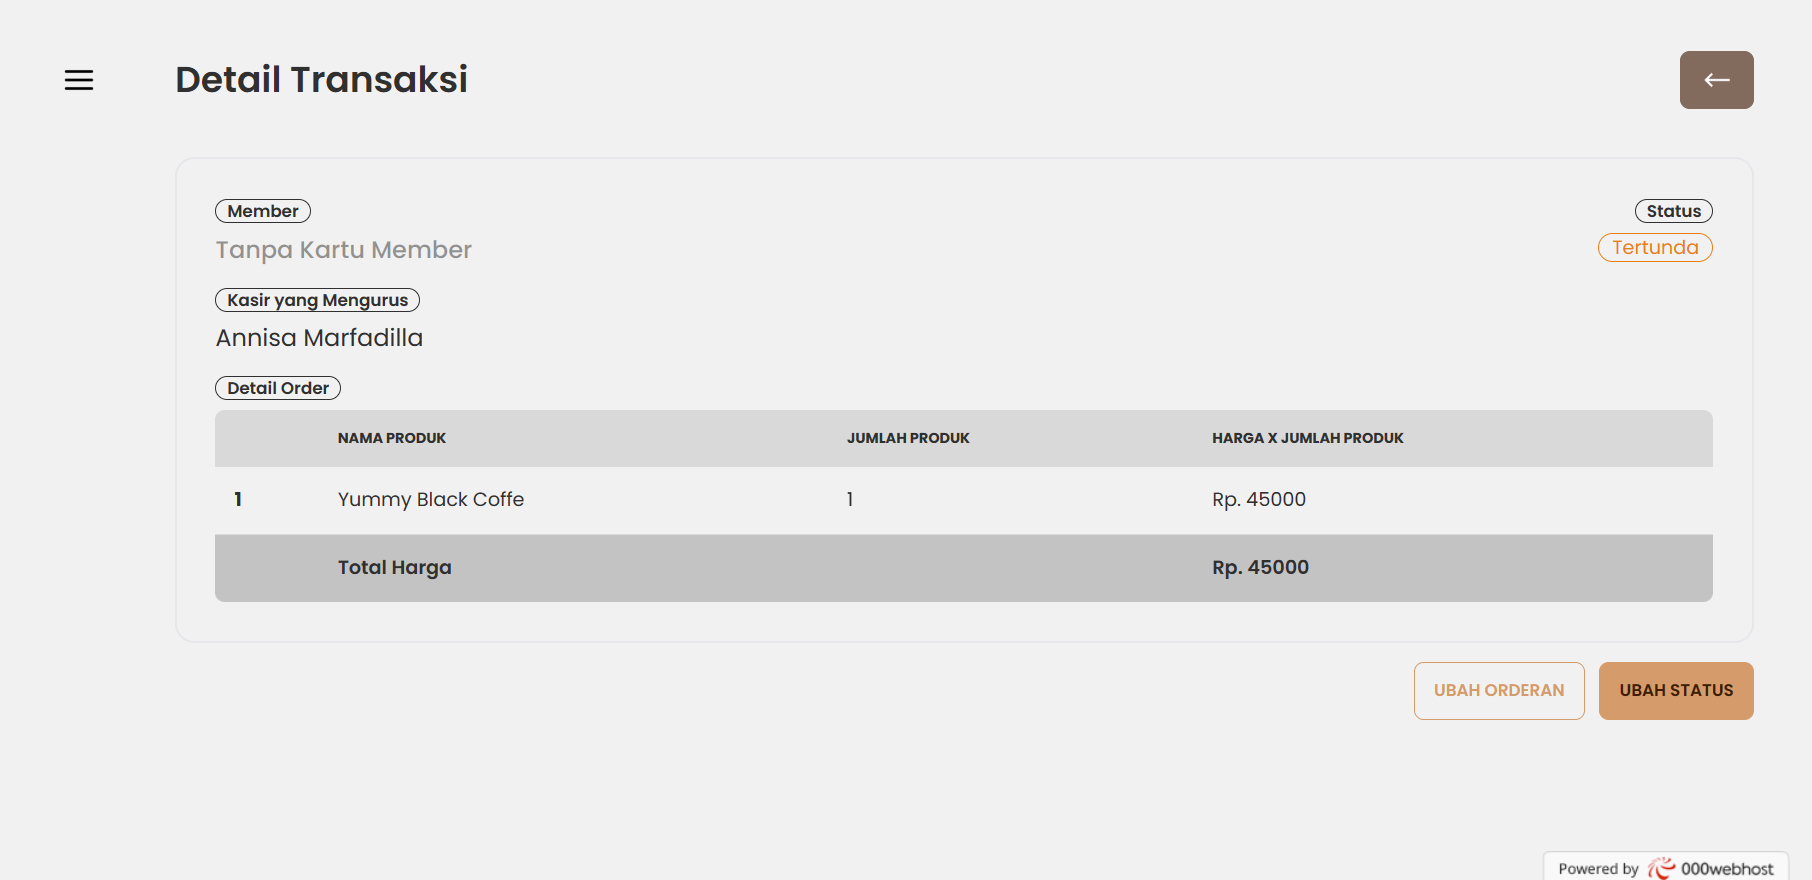 Detail Transaksi
Member
Status
Tanpa Kartu Member
Tertunda
Kasir yang Mengurus
Annisa Marfadilla
Detail Order
NAMA PRODUK JUMLAH PRODUK HARGA X JUMLAH PRODUK
1 Yummy Black Coffe 1 Rp. 45000
Total Harga Rp. 45000
UBAH ORDERAN UBAH STATUS
Powered by 000webhost